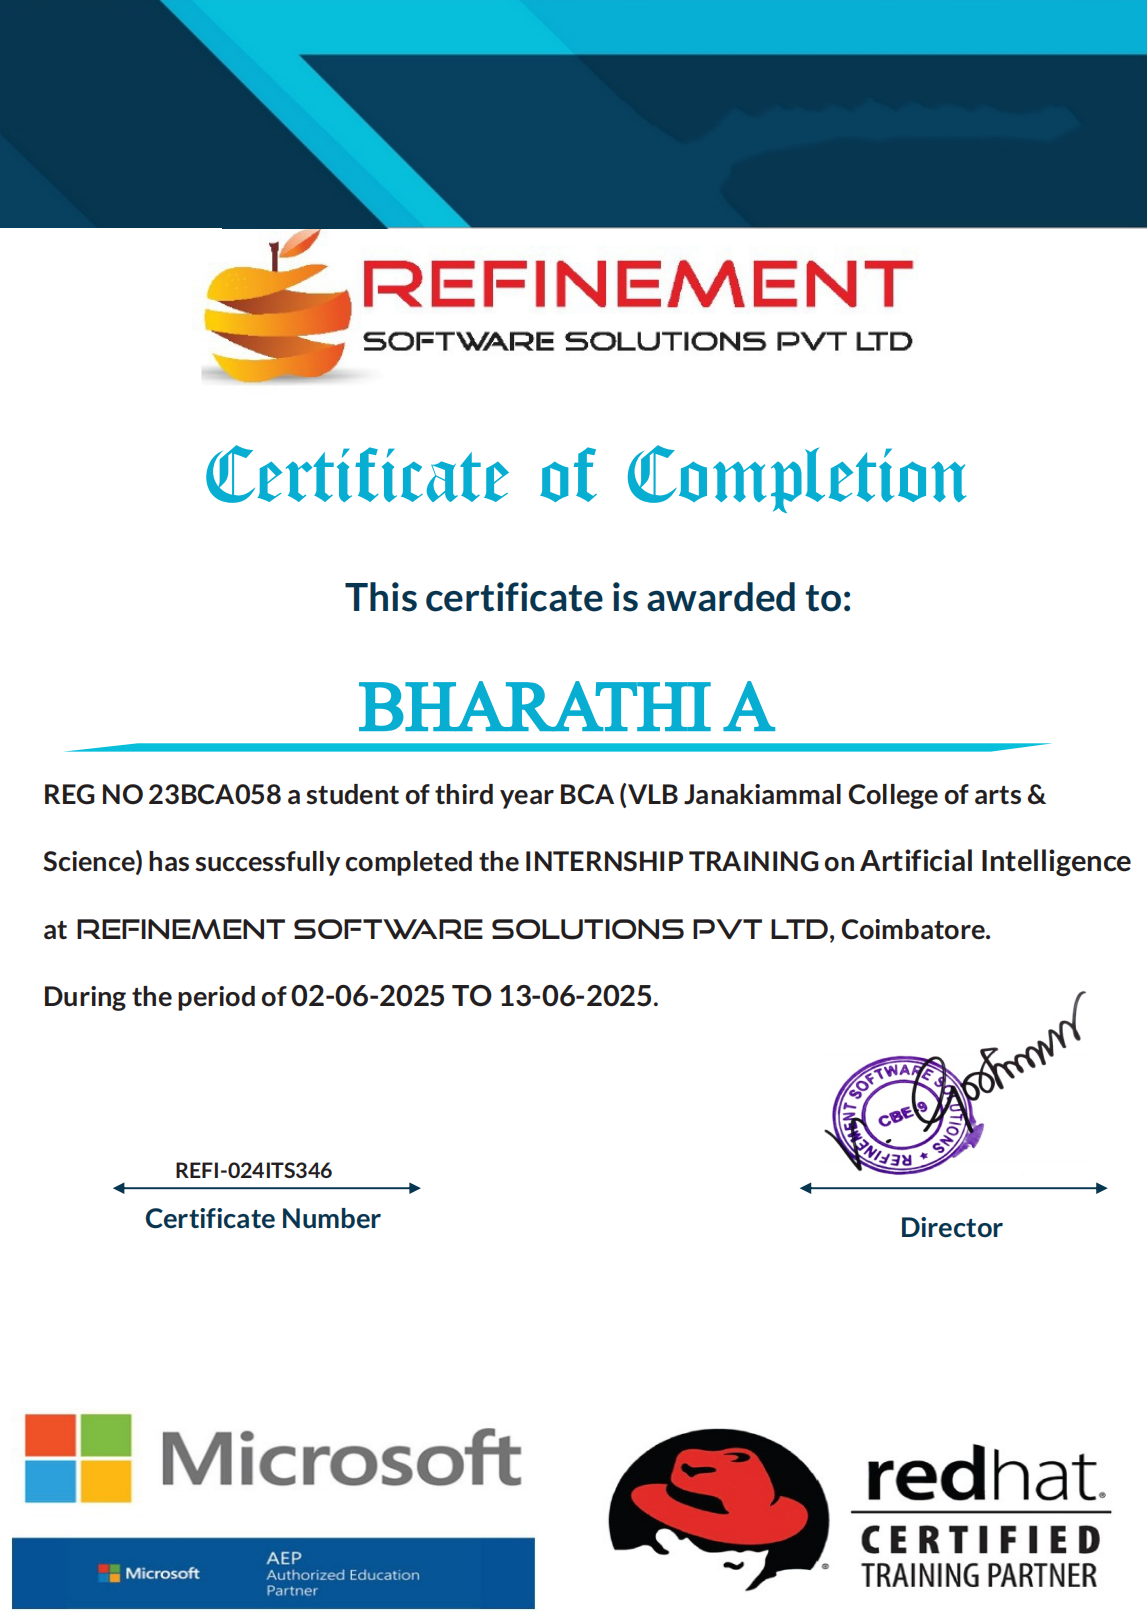 REFINEMENT
SOFTWARE SOLUTIONS PVT LTD
Certificate of Completion
This certificate is awarded to:
BHARATHI A
REG NO 23BCA058 a student of third year BCA (VLB Janakiammal College of arts &
Science) has successfully completed the INTERNSHIP TRAINING on Artificial Intelligence
at REFINEMENT SOFTWARE SOLUTIONS PVT LTD, Coimbatore.
During the period of 02-06-2025 TO 13-06-2025.
REFINEMENT SOFTWARE SOLUTIONS ★
CBE-9
REFI-024ITS346
Certificate Number
Director
Microsoft
Microsoft
AEP
Authorized Education
Partner
redhat®
CERTIFIED
TRAINING PARTNER